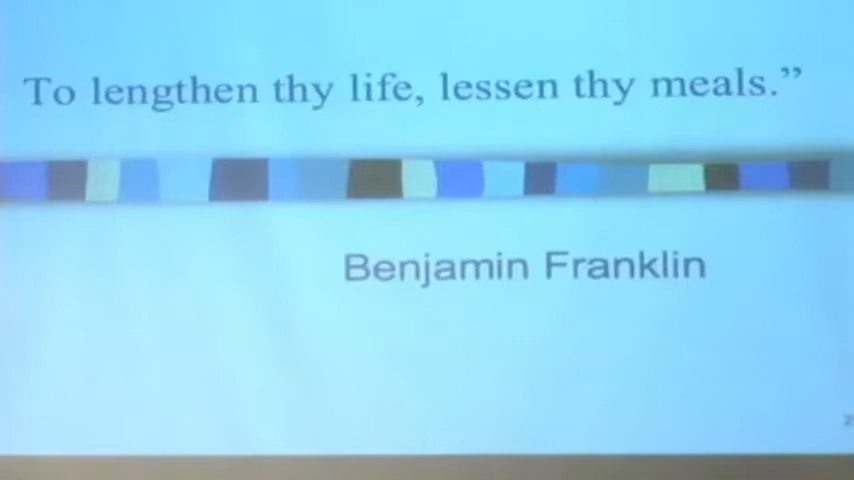 To lengthen thy life, lessen thy meals.”
Benjamin Franklin